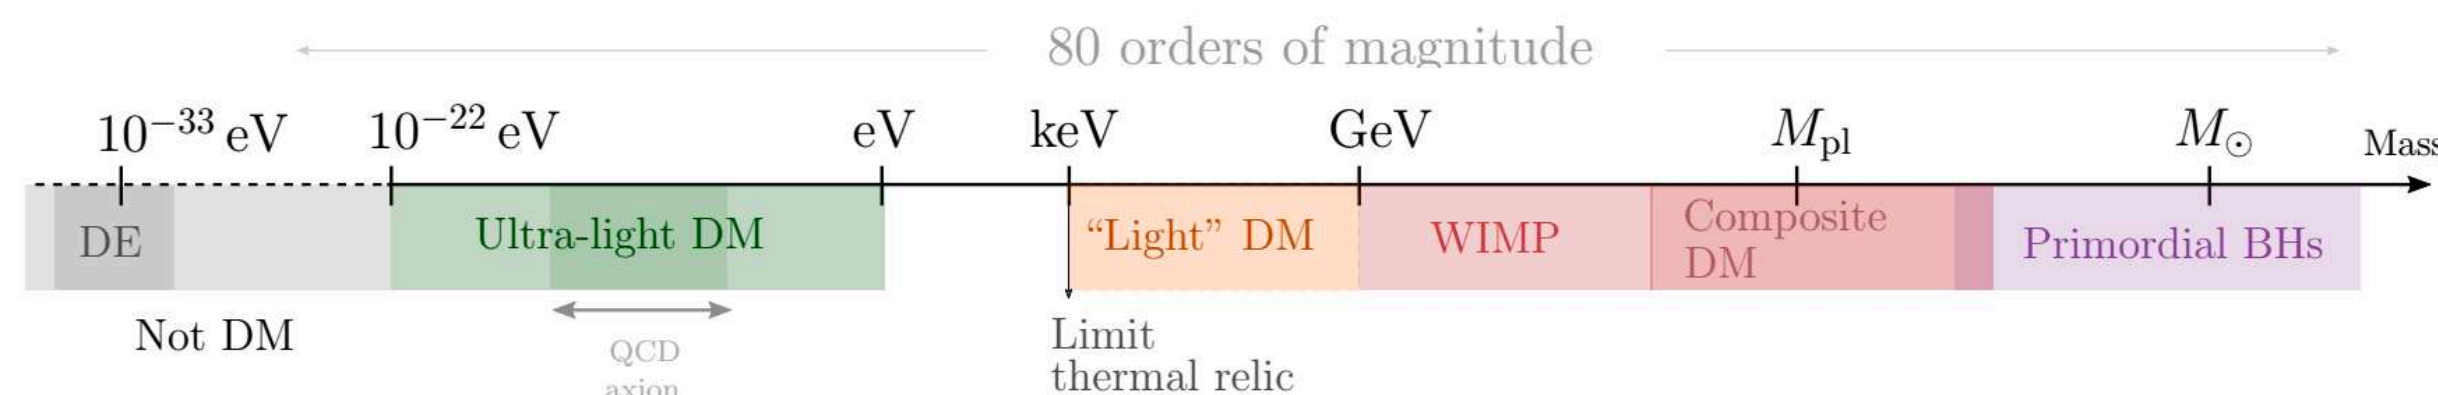 80 orders of magnitude
10⁻³³ eV 10⁻²² eV eV keV GeV M_pl M_⊙ Mass
DE Ultra-light DM "Light" DM WIMP Composite DM Primordial BHs
Not DM
QCD
axion
Limit
thermal relic